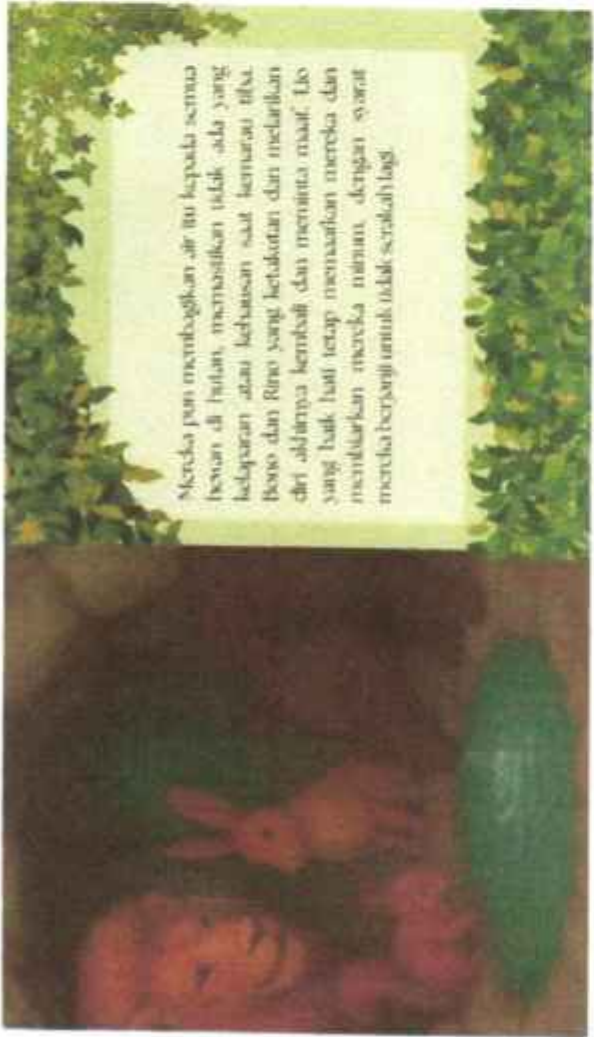 Mereka pun membagikan air itu kepada semua
hewan di hutan, memastikan tidak ada yang
kelaparan atau kehausan saat kemarau tiba.
Bono dan Rino yang ketakutan dan melarikan
diri akhirnya kembali dan meminta maaf. Lio
yang baik hati tetap memaafkan mereka dan
membiarkan mereka minum, dengan syarat
mereka berjanji untuk tidak serakah lagi.